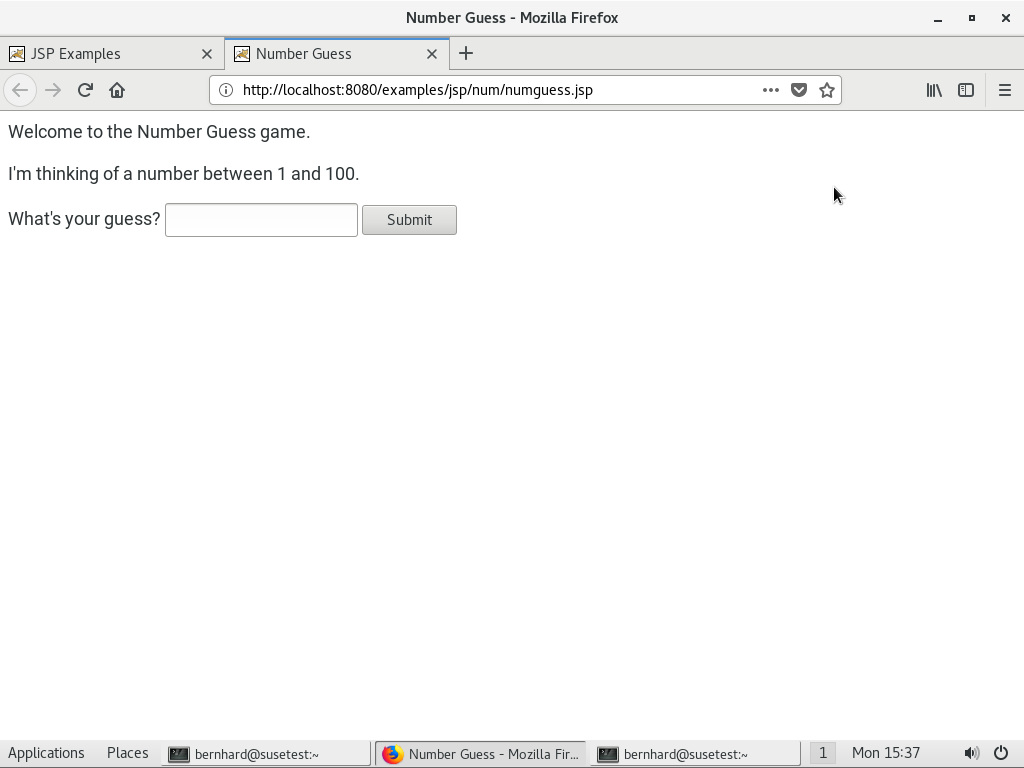 Number Guess - Mozilla Firefox
JSP Examples
Number Guess
http://localhost:8080/examples/jsp/num/numguess.jsp
Welcome to the Number Guess game.
I'm thinking of a number between 1 and 100.
What's your guess? Submit
Applications Places bernhard@susetest:~ Number Guess - Mozilla Fir... bernhard@susetest:~ 1 Mon 15:37